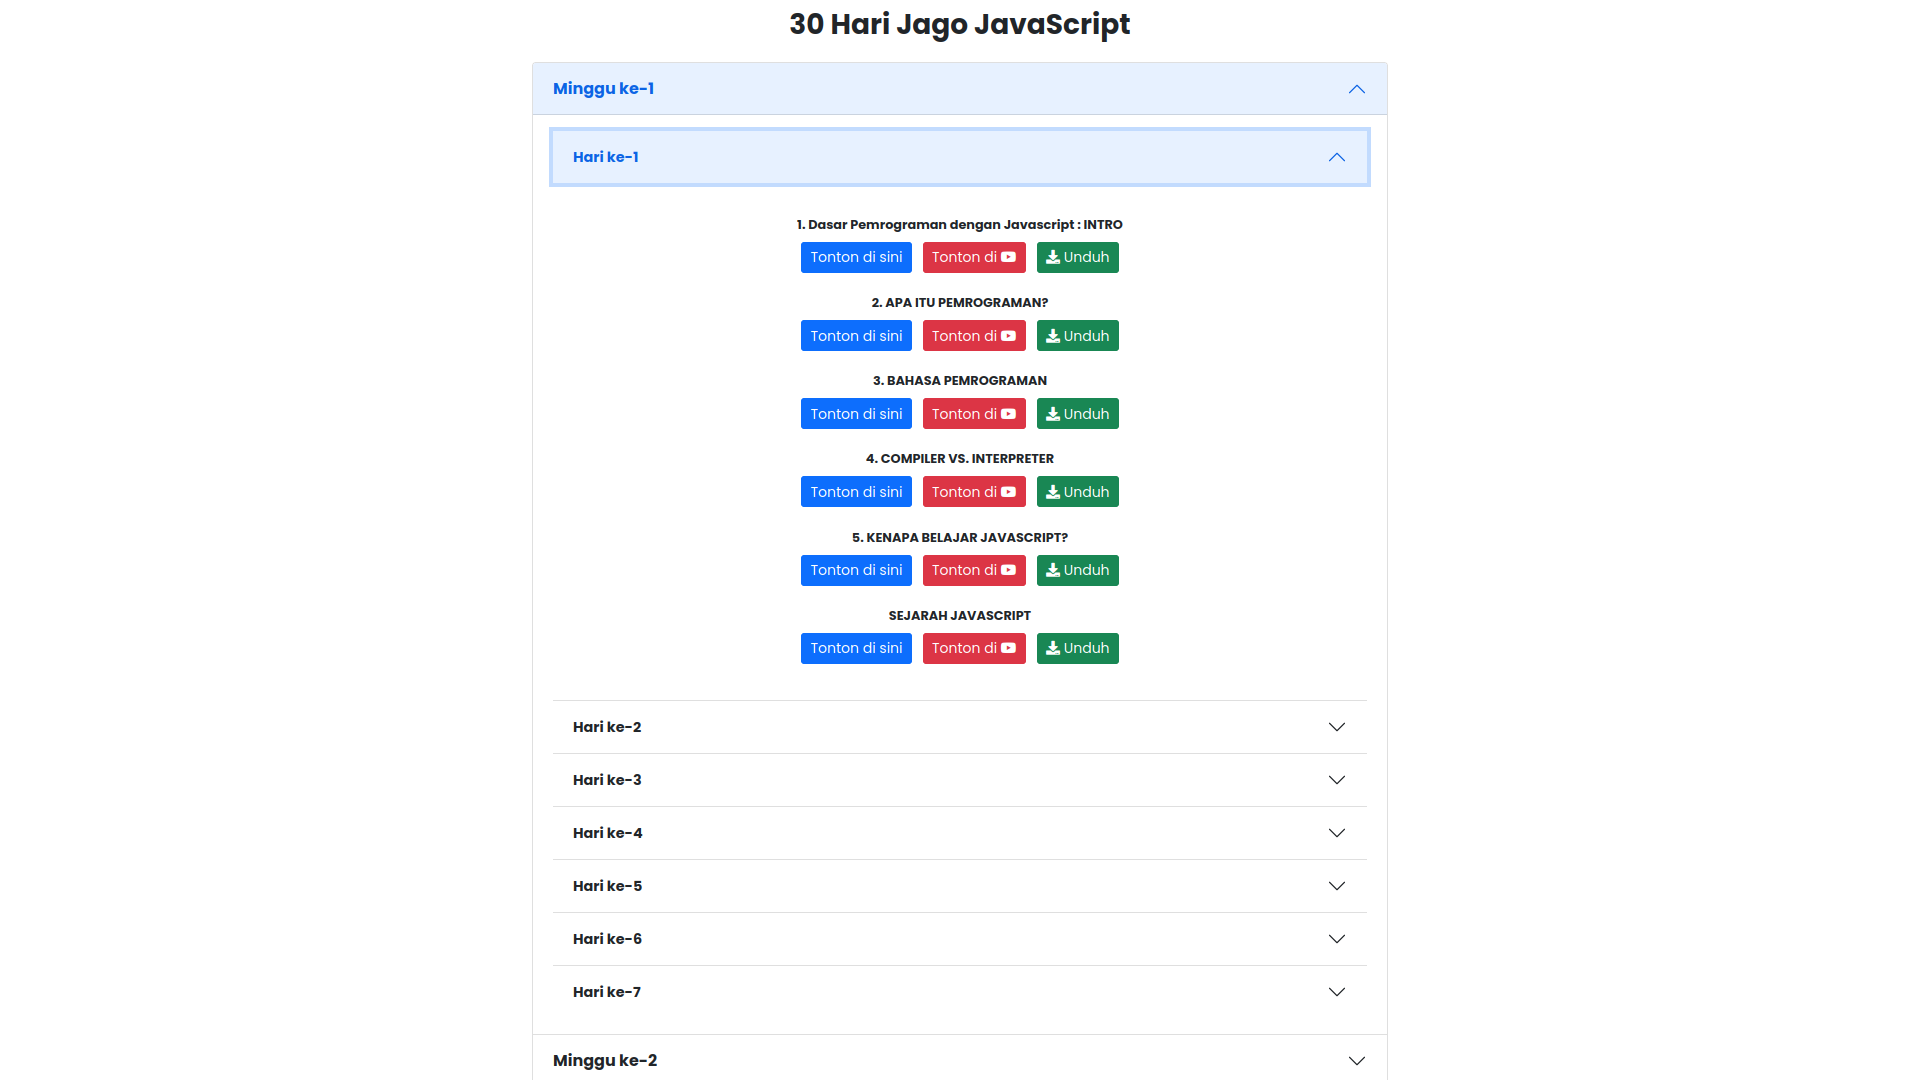 30 Hari Jago JavaScript
Minggu ke-1
Hari ke-1
1. Dasar Pemrograman dengan Javascript : INTRO
Tonton di sini Tonton di Unduh
2. APA ITU PEMROGRAMAN?
Tonton di sini Tonton di Unduh
3. BAHASA PEMROGRAMAN
Tonton di sini Tonton di Unduh
4. COMPILER VS. INTERPRETER
Tonton di sini Tonton di Unduh
5. KENAPA BELAJAR JAVASCRIPT?
Tonton di sini Tonton di Unduh
SEJARAH JAVASCRIPT
Tonton di sini Tonton di Unduh
Hari ke-2
Hari ke-3
Hari ke-4
Hari ke-5
Hari ke-6
Hari ke-7
Minggu ke-2